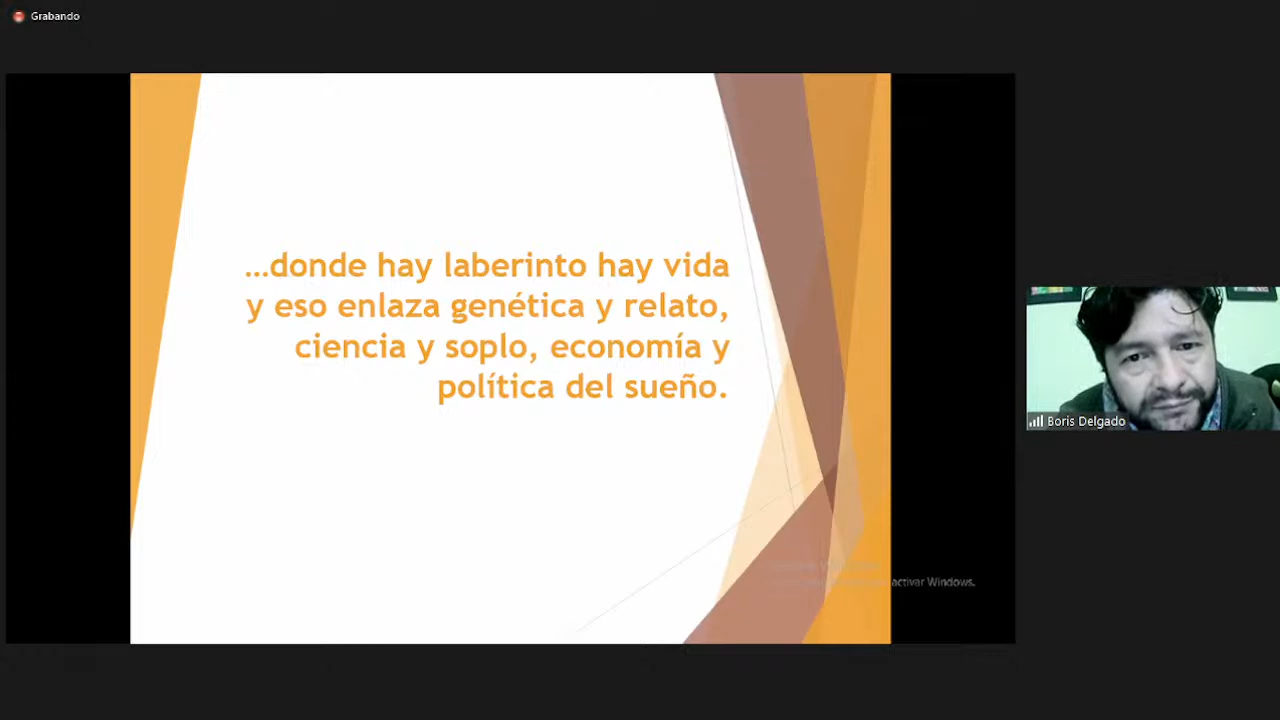 Grabando
…donde hay laberinto hay vida
y eso enlaza genética y relato,
ciencia y soplo, economía y
política del sueño.
Boris Delgado
activar Windows.